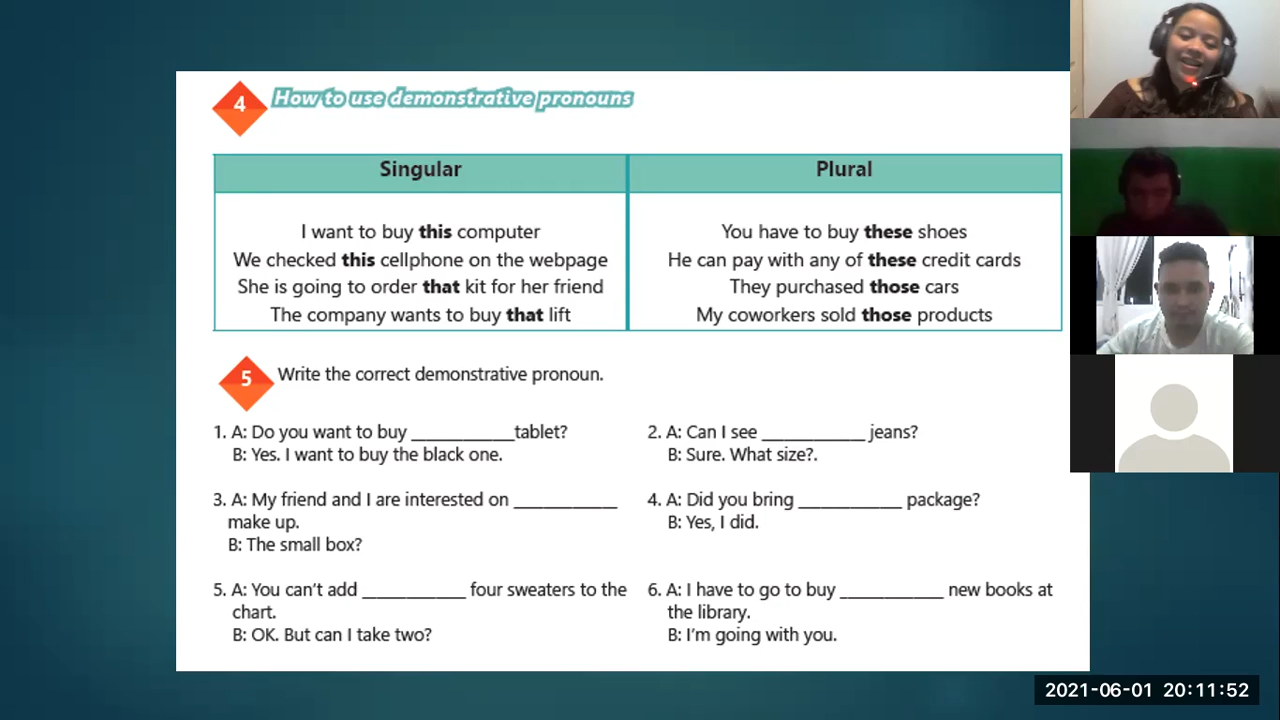 4
How to use demonstrative pronouns
Singular
Plural
I want to buy this computer
We checked this cellphone on the webpage
She is going to order that kit for her friend
The company wants to buy that lift
You have to buy these shoes
He can pay with any of these credit cards
They purchased those cars
My coworkers sold those products
5
Write the correct demonstrative pronoun.
1. A: Do you want to buy ____________tablet?
B: Yes. I want to buy the black one.
2. A: Can I see ____________ jeans?
B: Sure. What size?.
3. A: My friend and I are interested on ____________
make up.
B: The small box?
4. A: Did you bring ____________ package?
B: Yes, I did.
5. A: You can't add ____________ four sweaters to the
chart.
B: OK. But can I take two?
6. A: I have to go to buy ____________ new books at
the library.
B: I'm going with you.
2021-06-01 20:11:52